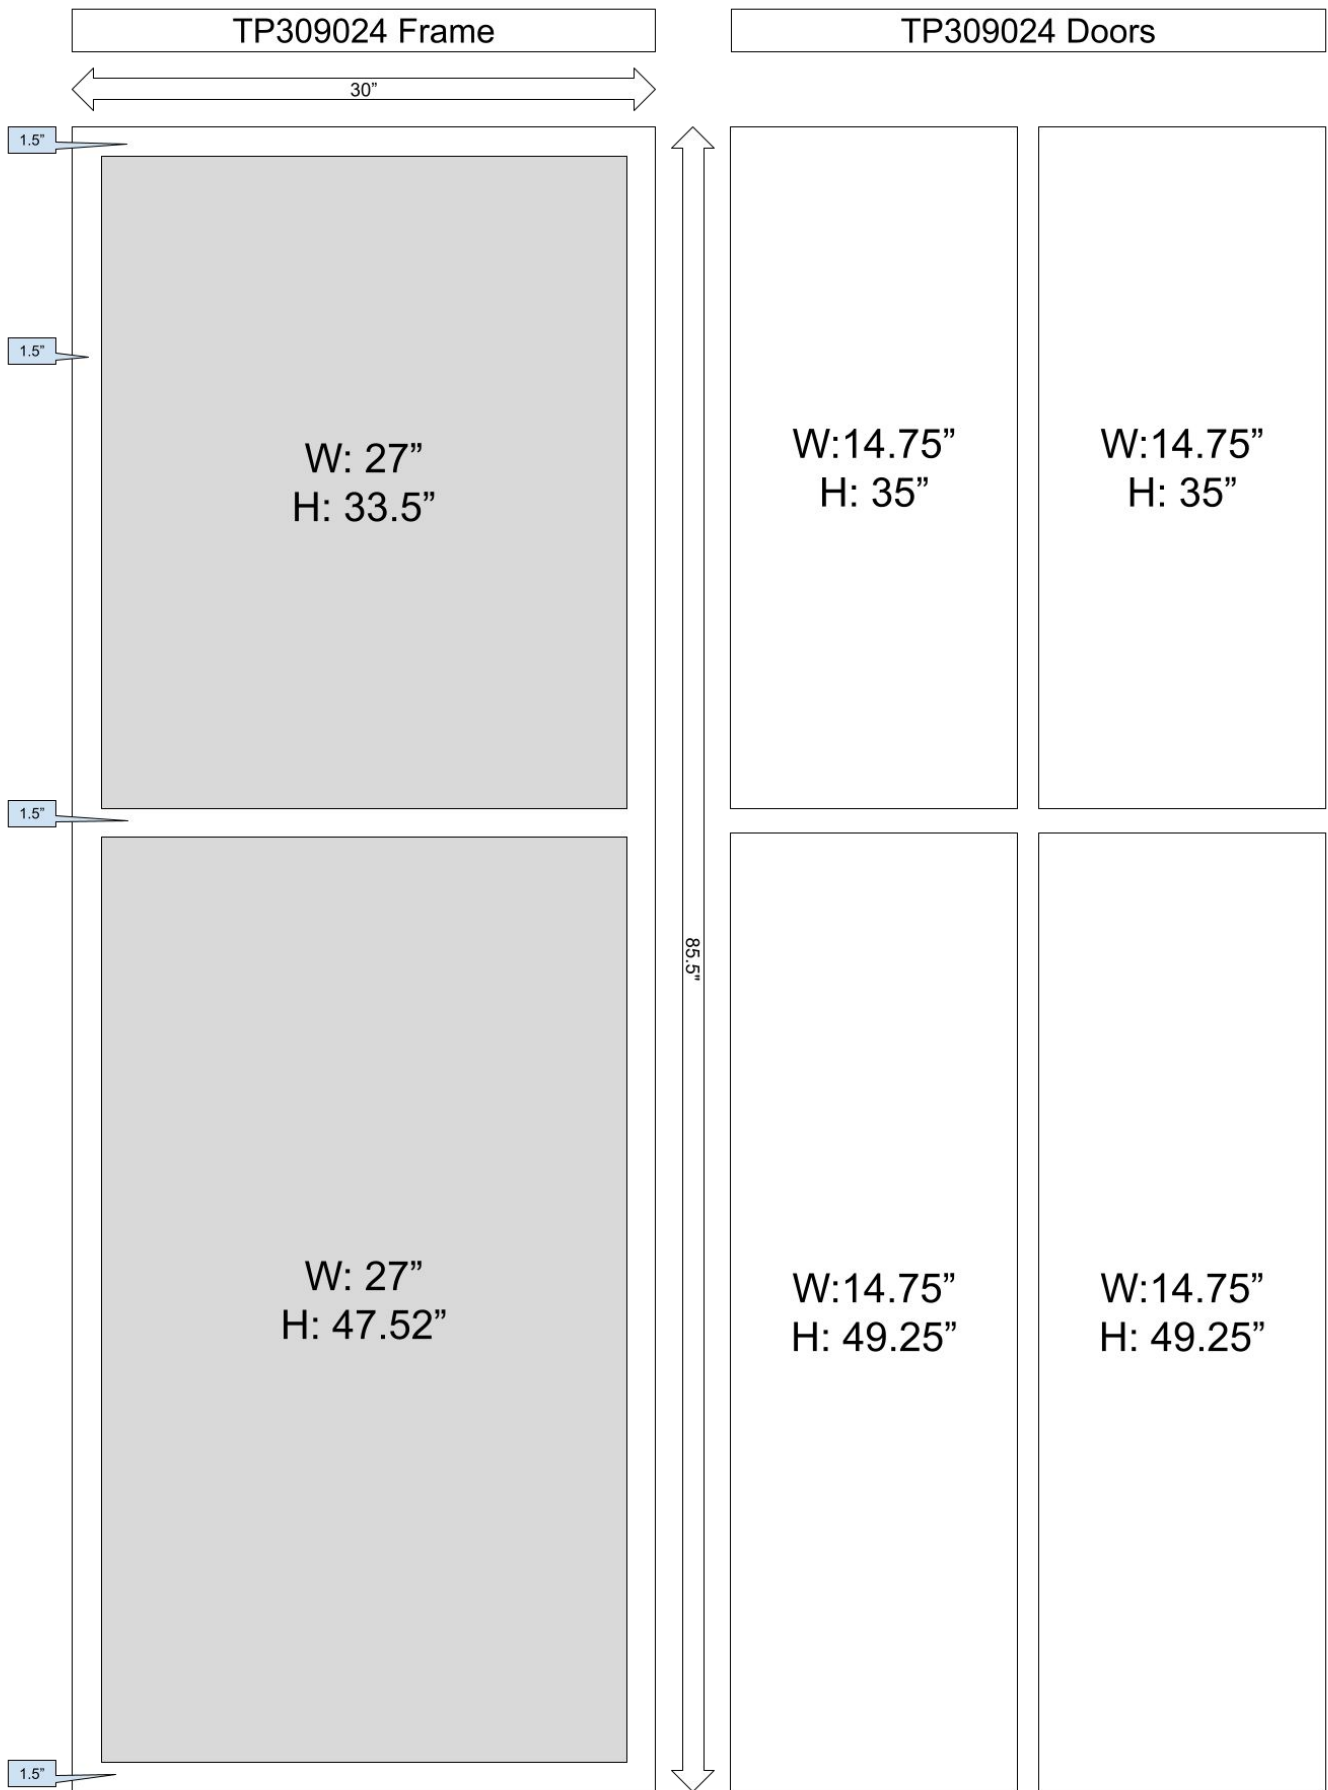 TP309024 Frame
TP309024 Doors
30”
1.5”
1.5”
W: 27”
H: 33.5”
W:14.75”
H: 35”
W:14.75”
H: 35”
1.5”
85.5"
W: 27”
H: 47.52”
W:14.75”
H: 49.25”
W:14.75”
H: 49.25”
1.5”